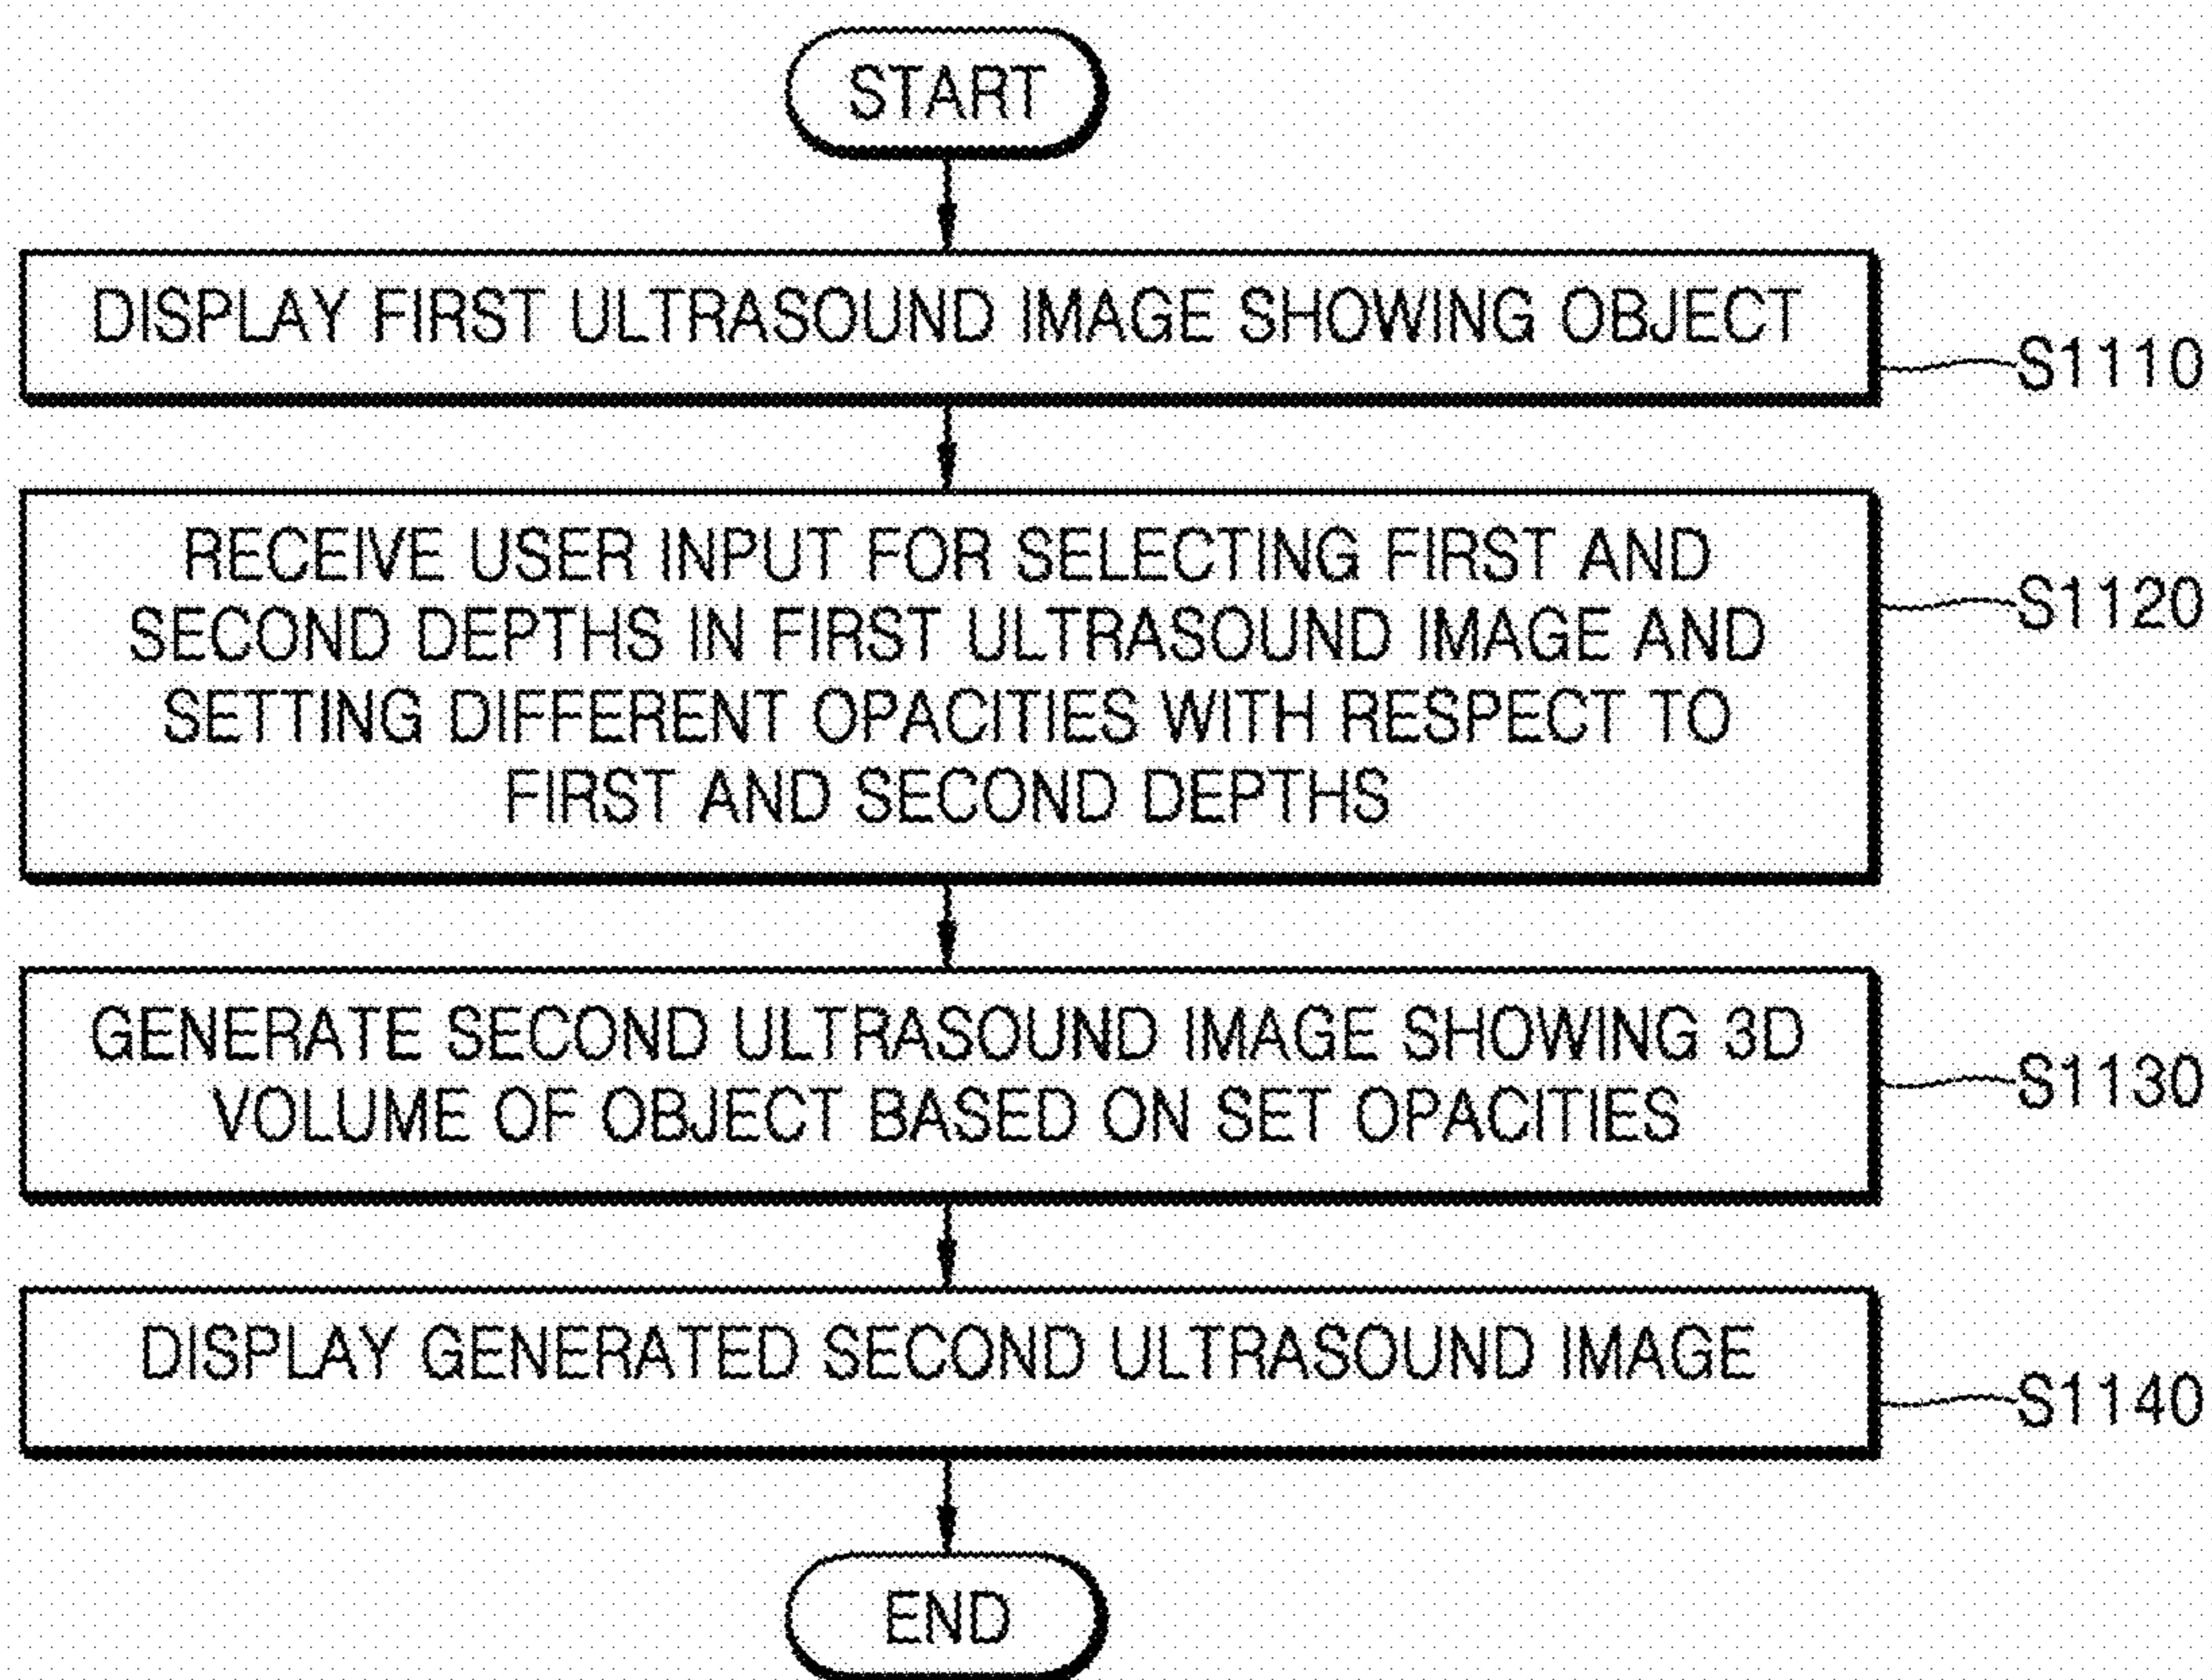 START
DISPLAY FIRST ULTRASOUND IMAGE SHOWING OBJECT
S1110
RECEIVE USER INPUT FOR SELECTING FIRST AND
SECOND DEPTHS IN FIRST ULTRASOUND IMAGE AND
SETTING DIFFERENT OPACITIES WITH RESPECT TO
FIRST AND SECOND DEPTHS
S1120
GENERATE SECOND ULTRASOUND IMAGE SHOWING 3D
VOLUME OF OBJECT BASED ON SET OPACITIES
S1130
DISPLAY GENERATED SECOND ULTRASOUND IMAGE
S1140
END